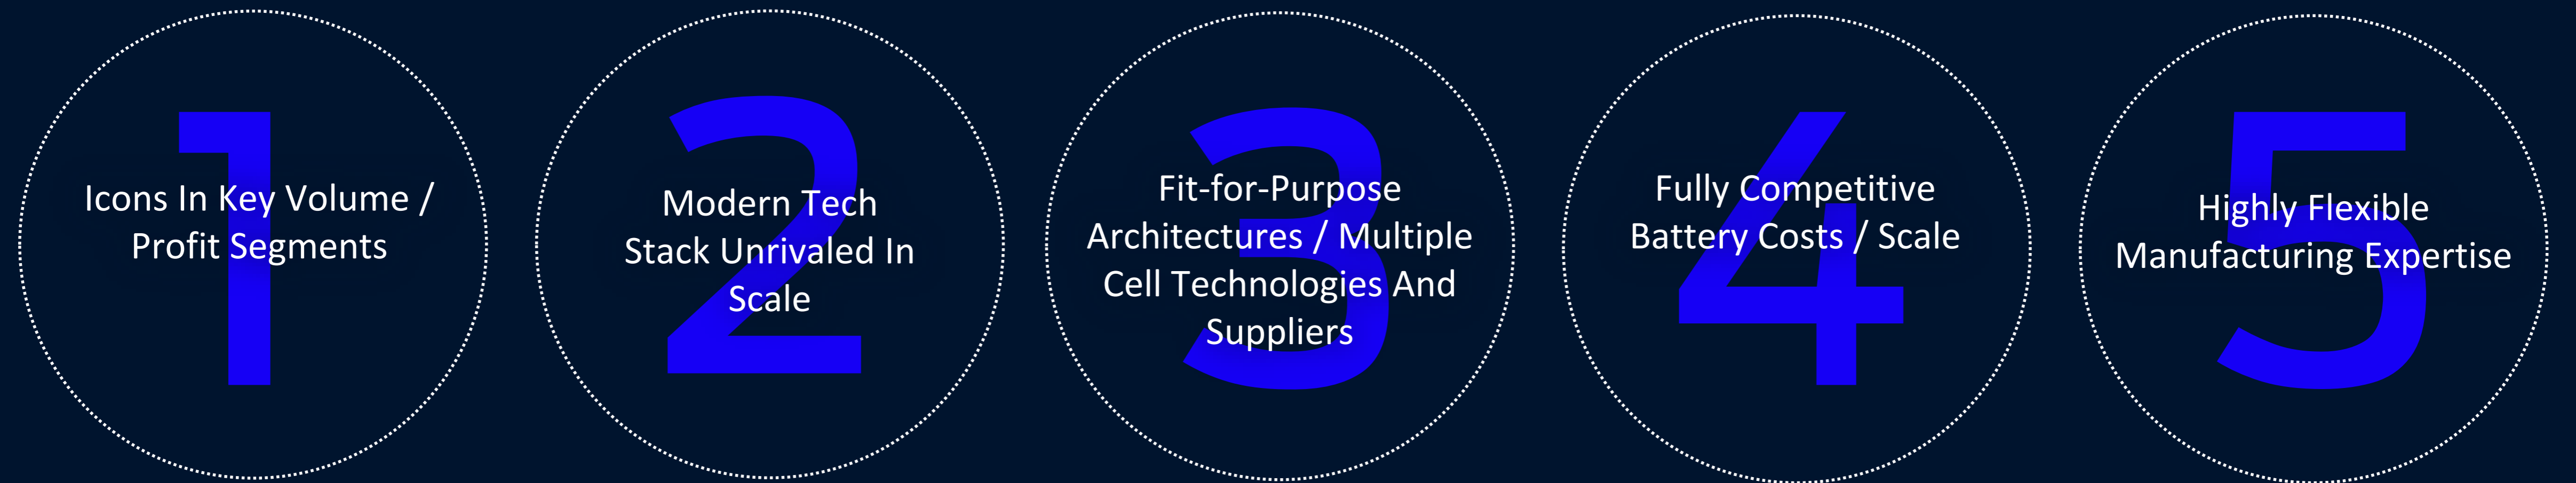 1
Icons In Key Volume /
Profit Segments
2
Modern Tech
Stack Unrivaled In
Scale
3
Fit-for-Purpose
Architectures / Multiple
Cell Technologies And
Suppliers
4
Fully Competitive
Battery Costs / Scale
5
Highly Flexible
Manufacturing Expertise